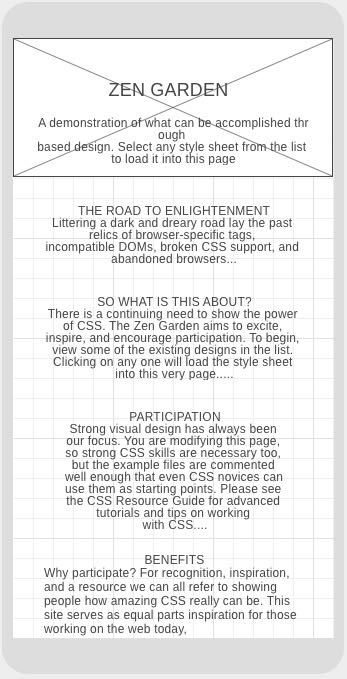 ZEN GARDEN
A demonstration of what can be accomplished thr
ough
based design. Select any style sheet from the list
to load it into this page
THE ROAD TO ENLIGHTENMENT
Littering a dark and dreary road lay the past
relics of browser-specific tags,
incompatible DOMs, broken CSS support, and
abandoned browsers...
SO WHAT IS THIS ABOUT?
There is a continuing need to show the power
of CSS. The Zen Garden aims to excite,
inspire, and encourage participation. To begin,
view some of the existing designs in the list.
Clicking on any one will load the style sheet
into this very page.....
PARTICIPATION
Strong visual design has always been
our focus. You are modifying this page,
so strong CSS skills are necessary too,
but the example files are commented
well enough that even CSS novices can
use them as starting points. Please see
the CSS Resource Guide for advanced
tutorials and tips on working
with CSS....
BENEFITS
Why participate? For recognition, inspiration,
and a resource we can all refer to showing
people how amazing CSS really can be. This
site serves as equal parts inspiration for those
working on the web today,